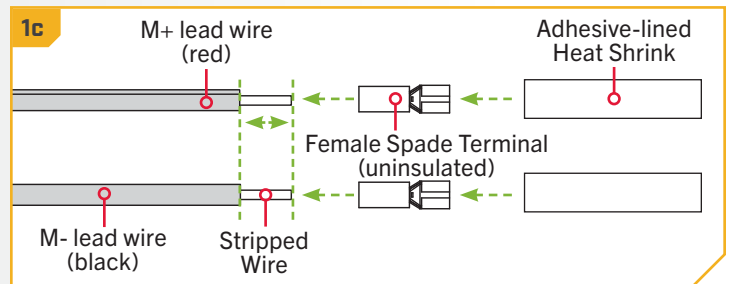 1c
M+ lead wire
(red)
Adhesive-lined
Heat Shrink
Female Spade Terminal
(uninsulated)
M- lead wire
(black)
Stripped
Wire